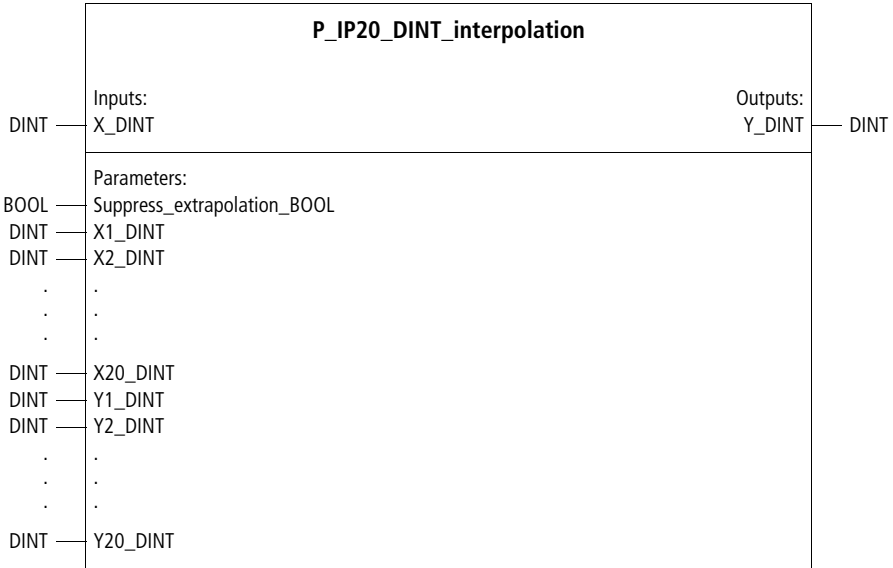 P_IP20_DINT_interpolation
Inputs: Outputs:
DINT X_DINT Y_DINT DINT
Parameters:
BOOL Suppress_extrapolation_BOOL
DINT X1_DINT
DINT X2_DINT
. .
. .
. .
DINT X20_DINT
DINT Y1_DINT
DINT Y2_DINT
. .
. .
. .
DINT Y20_DINT